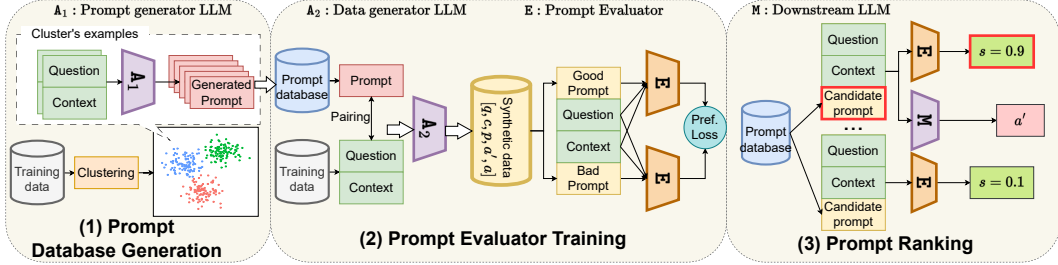 A₁ : Prompt generator LLM
A₂ : Data generator LLM
E : Prompt Evaluator
M : Downstream LLM
Cluster's examples
Question
Context
A₁
Generated
Prompt
Training
data
Clustering
(1) Prompt
Database Generation
Prompt
database
Prompt
Pairing
Training
data
Question
Context
A₂
Synthetic data
[q, c, p, a′, a]
Good
Prompt
Question
Context
Bad
Prompt
E
E
Pref.
Loss
(2) Prompt Evaluator Training
Prompt
database
Question
Context
Candidate
prompt
...
Question
Context
Candidate
prompt
E
M
E
s = 0.9
a′
s = 0.1
(3) Prompt Ranking